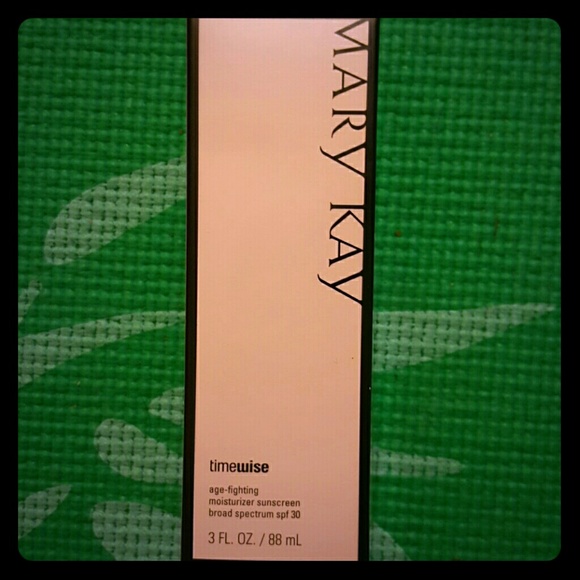 MARY KAY
timewise
age-fighting
moisturizer sunscreen
broad spectrum spf 30
3 FL. OZ. / 88 mL